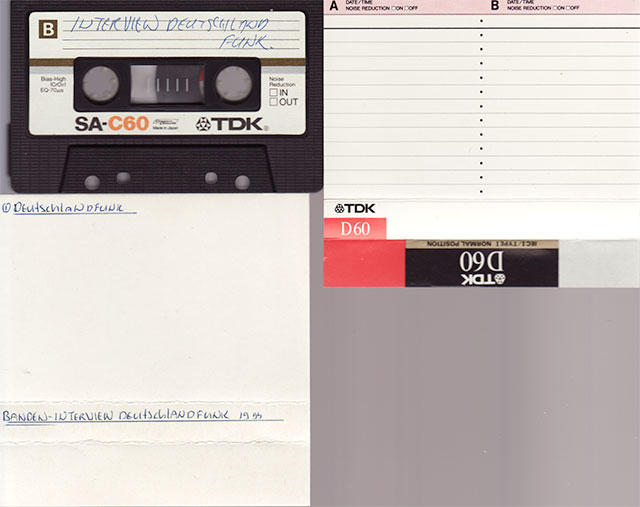 B
INTERVIEW DEUTSCHLAND
FUNK.
Bias-High
EQ-70µs
Noise
Reduction
IN
OUT
SA-C60
Made in Japan
TDK
① DEUTSCHLANDFUNK
BANDEN-INTERVIEW DEUTSCHLANDFUNK
A DATE/TIME
NOISE REDUCTION □ON □OFF
B DATE/TIME
NOISE REDUCTION □ON □OFF
TDK
D60
IEC I/TYPE I NORMAL POSITION
D60
TDK